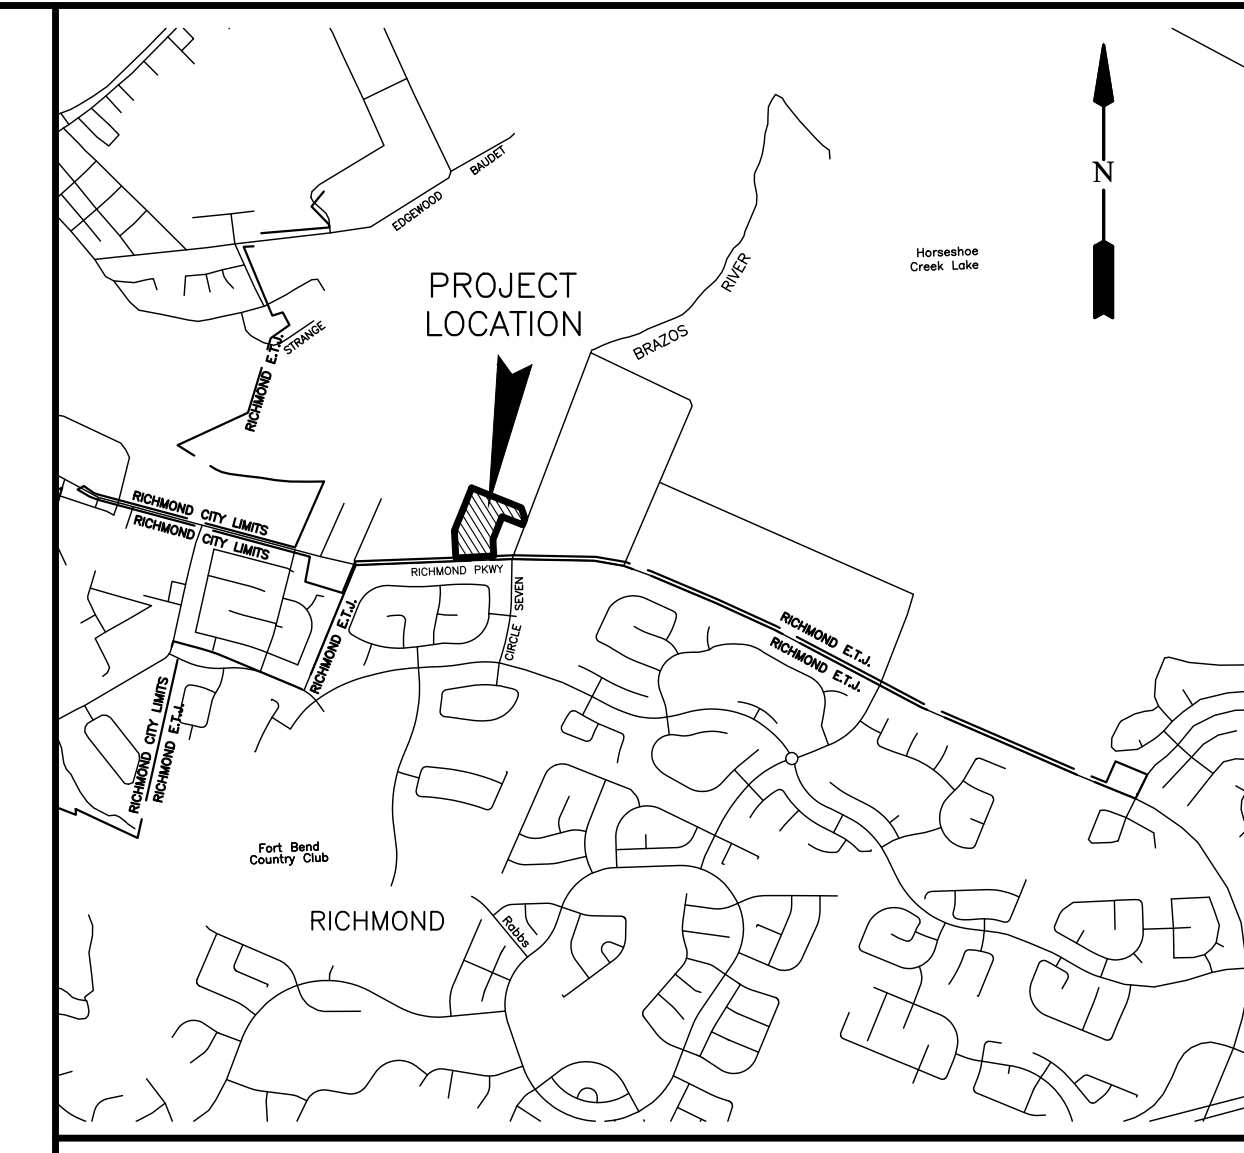 N
BAUDET
EDGEWOOD
Horseshoe
Creek Lake
RIVER
PROJECT
LOCATION
BRAZOS
STRANGE
RICHMOND E.T.J.
RICHMOND CITY LIMITS
RICHMOND CITY LIMITS
RICHMOND PKWY
CIRCLE SEVEN
RICHMOND E.T.J.
RICHMOND E.T.J.
RICHMOND E.T.J.
RICHMOND CITY LIMITS
RICHMOND E.T.J.
Fort Bend
Country Club
RICHMOND
Rabbs